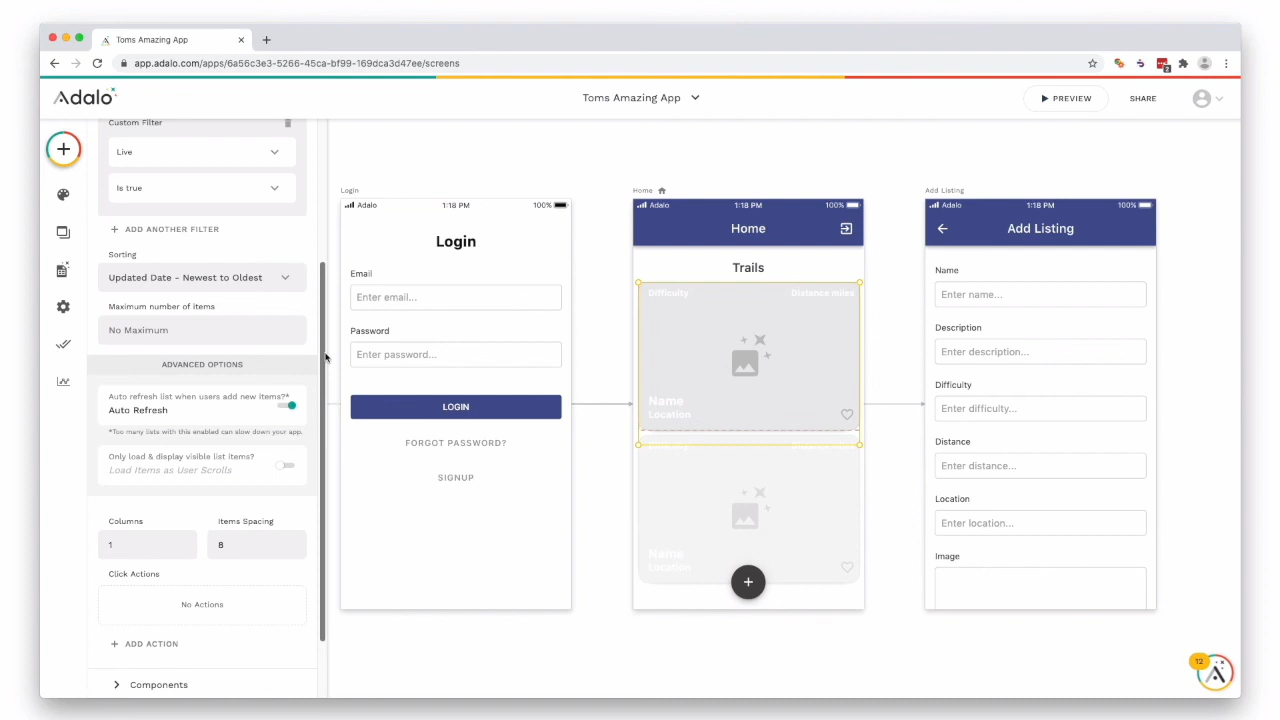 Toms Amazing App
app.adalo.com/apps/6a56c3e3-5266-45ca-bf99-169dca3d47ee/screens
Adalo
Toms Amazing App
PREVIEW
SHARE
Custom Filter
Live
Is true
ADD ANOTHER FILTER
Sorting
Updated Date - Newest to Oldest
Maximum number of items
No Maximum
ADVANCED OPTIONS
Auto refresh list when users add new items?*
Auto Refresh
*Too many lists with this enabled can slow down your app.
Only load & display visible list items?
Load Items as User Scrolls
Columns
Items Spacing
1
8
Click Actions
No Actions
ADD ACTION
Components
Login
Adalo
1:18 PM
100%
Login
Email
Enter email...
Password
Enter password...
LOGIN
FORGOT PASSWORD?
SIGNUP
Home
Adalo
1:18 PM
100%
Home
Trails
Difficulty
Distance miles
Name
Location
Name
Location
Add Listing
Adalo
1:18 PM
100%
Add Listing
Name
Enter name...
Description
Enter description...
Difficulty
Enter difficulty...
Distance
Enter distance...
Location
Enter location...
Image
12